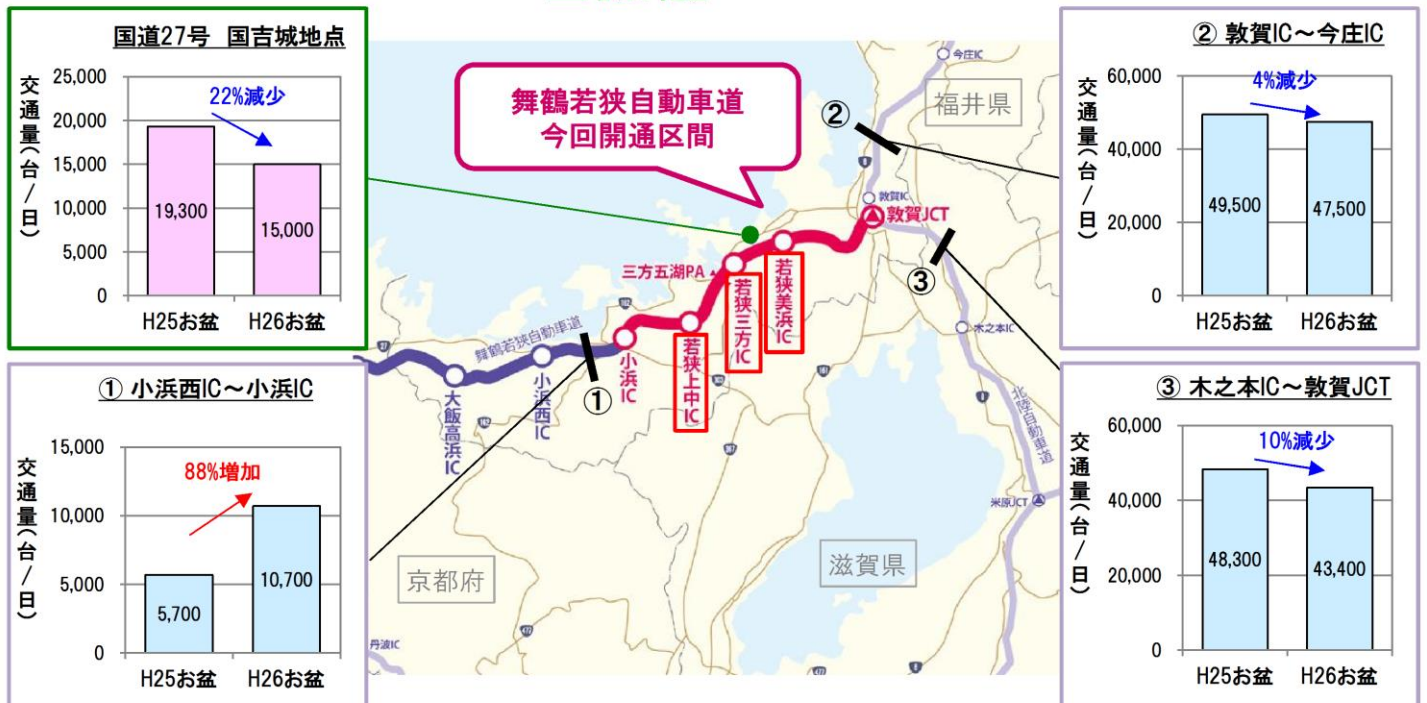 国道27号 国吉城地点
交通量(台/日)
25,000
20,000
15,000
10,000
5,000
0
22%減少
19,300
15,000
H25お盆
H26お盆
① 小浜西IC～小浜IC
交通量(台/日)
15,000
10,000
5,000
0
88%増加
5,700
10,700
H25お盆
H26お盆
舞鶴若狭自動車道
今回開通区間
今庄IC
福井県
②
8
敦賀IC
敦賀JCT
③
三方五湖PA
若狭美浜IC
若狭三方IC
若狭上中IC
162
舞鶴若狭自動車道
27
小浜IC
①
小浜西IC
大飯高浜IC
162
303
161
木之本IC
367
北陸自動車道
米原JCT
京都府
滋賀県
丹波IC
8
② 敦賀IC～今庄IC
交通量(台/日)
60,000
40,000
20,000
0
4%減少
49,500
47,500
H25お盆
H26お盆
③ 木之本IC～敦賀JCT
交通量(台/日)
60,000
40,000
20,000
0
10%減少
48,300
43,400
H25お盆
H26お盆